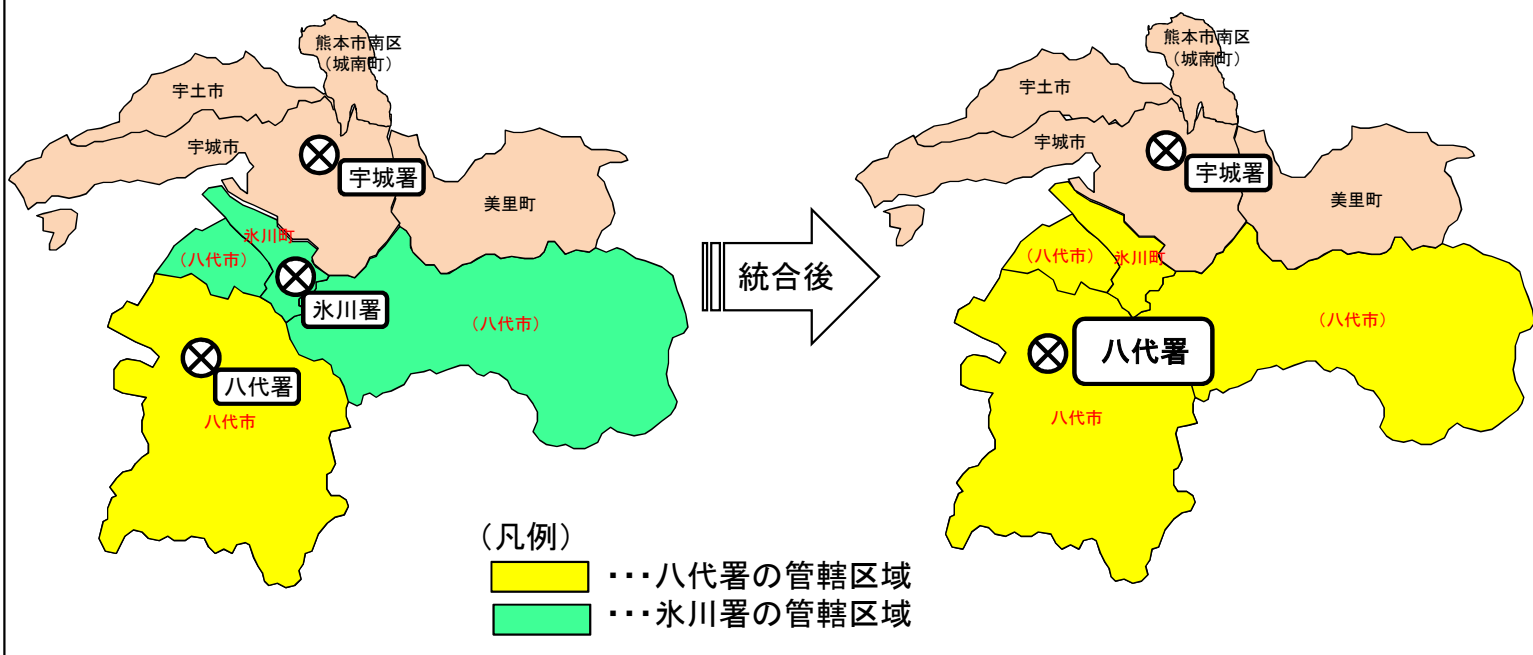 熊本市南区
（城南町）
宇土市
宇城市
宇城署
美里町
氷川町
（八代市）
氷川署
（八代市）
八代署
八代市
統合後
熊本市南区
（城南町）
宇土市
宇城市
宇城署
美里町
（八代市）
氷川町
（八代市）
八代署
八代市
（凡例）
・・・八代署の管轄区域
・・・氷川署の管轄区域